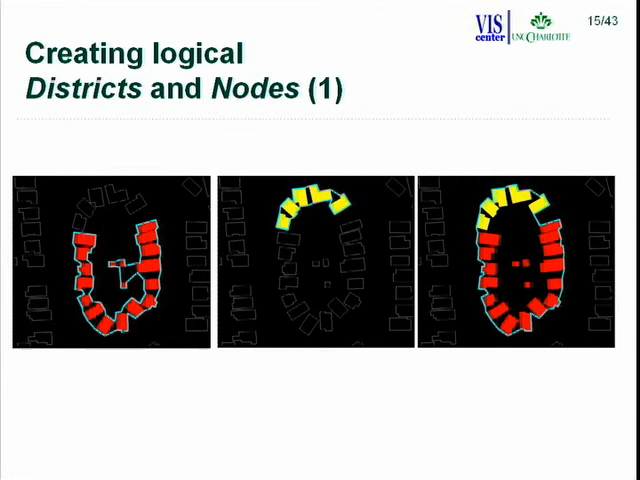 VIS
center
UNC CHARLOTTE
15/43
Creating logical
Districts and Nodes (1)